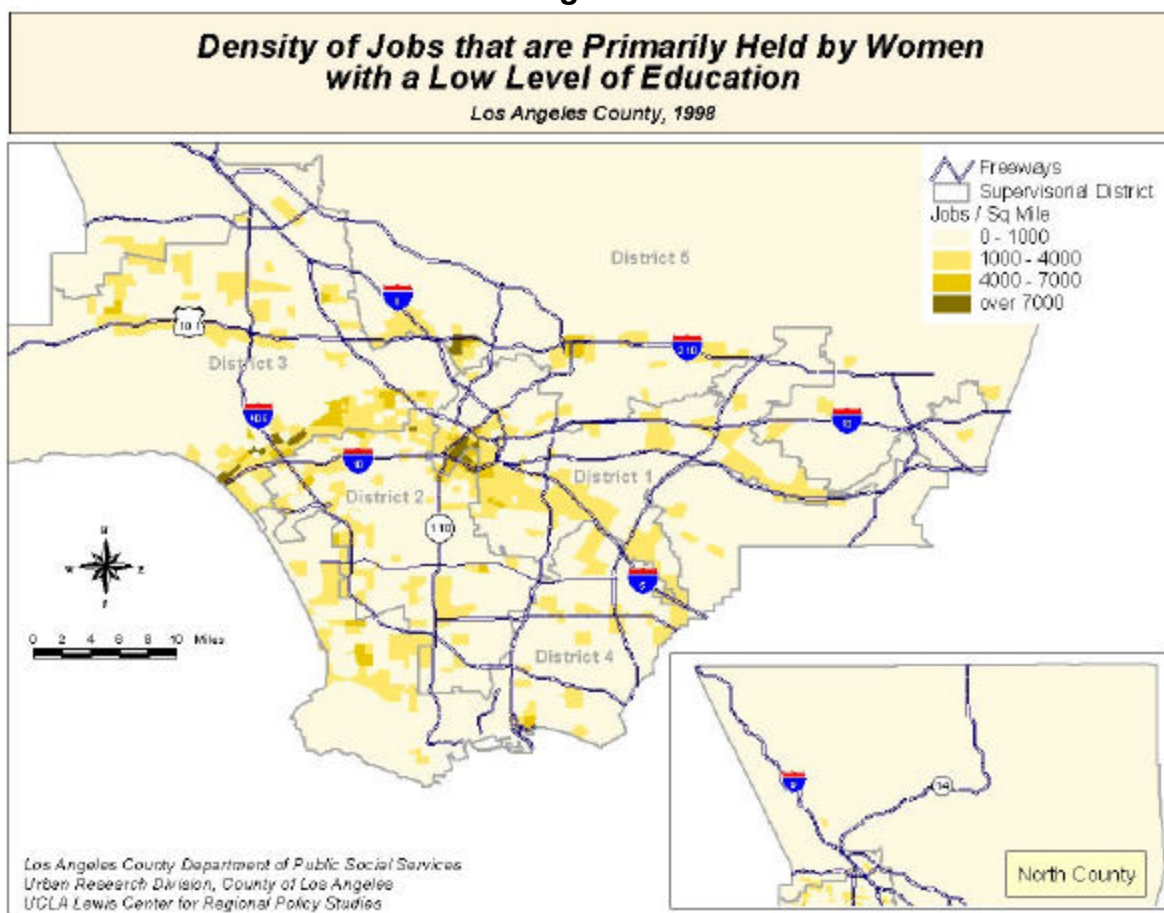 Density of Jobs that are Primarily Held by Women
with a Low Level of Education
Los Angeles County, 1998
Freeways
Supervisorial District
Jobs / Sq Mile
0 - 1000
1000 - 4000
4000 - 7000
over 7000
District 5
5
101
210
District 3
405
10
10
District 1
District 2
110
N
W E
5
0 2 4 6 8 10 Miles
District 4
5
14
North County
Los Angeles County Department of Public Social Services
Urban Research Division, County of Los Angeles
UCLA Lewis Center for Regional Policy Studies